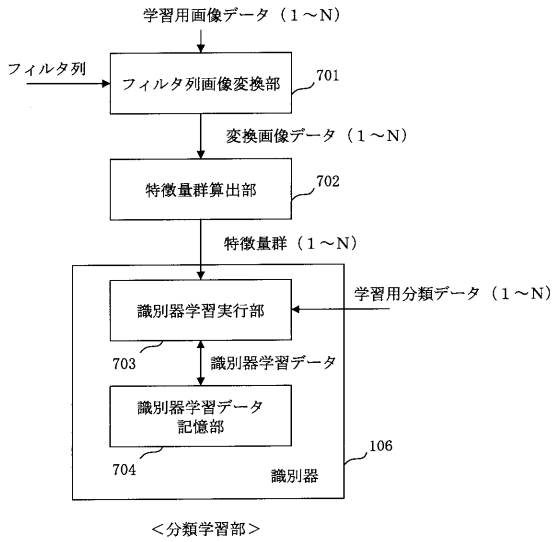 学習用画像データ（１～Ｎ）
フィルタ列
フィルタ列画像変換部
701
変換画像データ（１～Ｎ）
特徴量群算出部
702
特徴量群（１～Ｎ）
識別器学習実行部
学習用分類データ（１～Ｎ）
703
識別器学習データ
識別器学習データ
記憶部
704
106
識別器
＜分類学習部＞